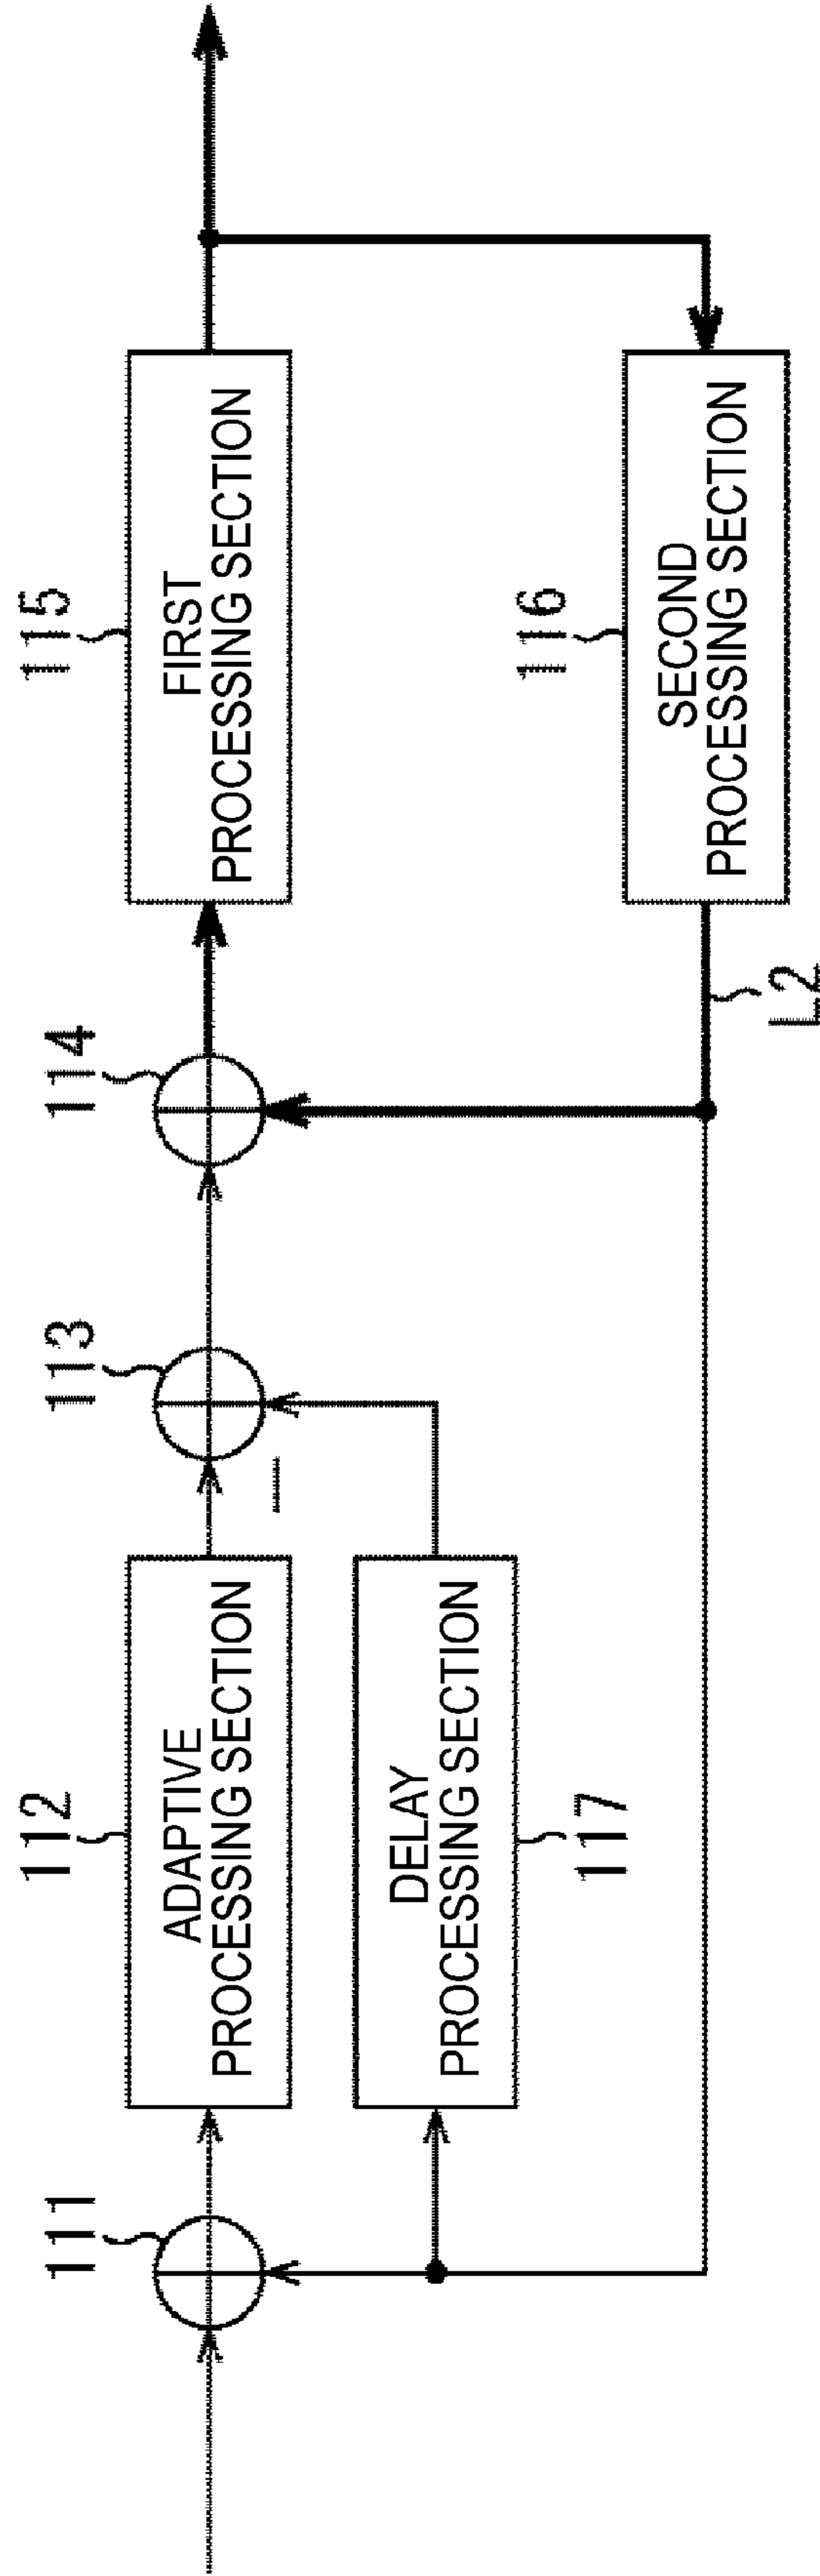 111
112
ADAPTIVE
PROCESSING SECTION
113
114
115
FIRST
PROCESSING SECTION
DELAY
PROCESSING SECTION
117
—
116
SECOND
PROCESSING SECTION
L2